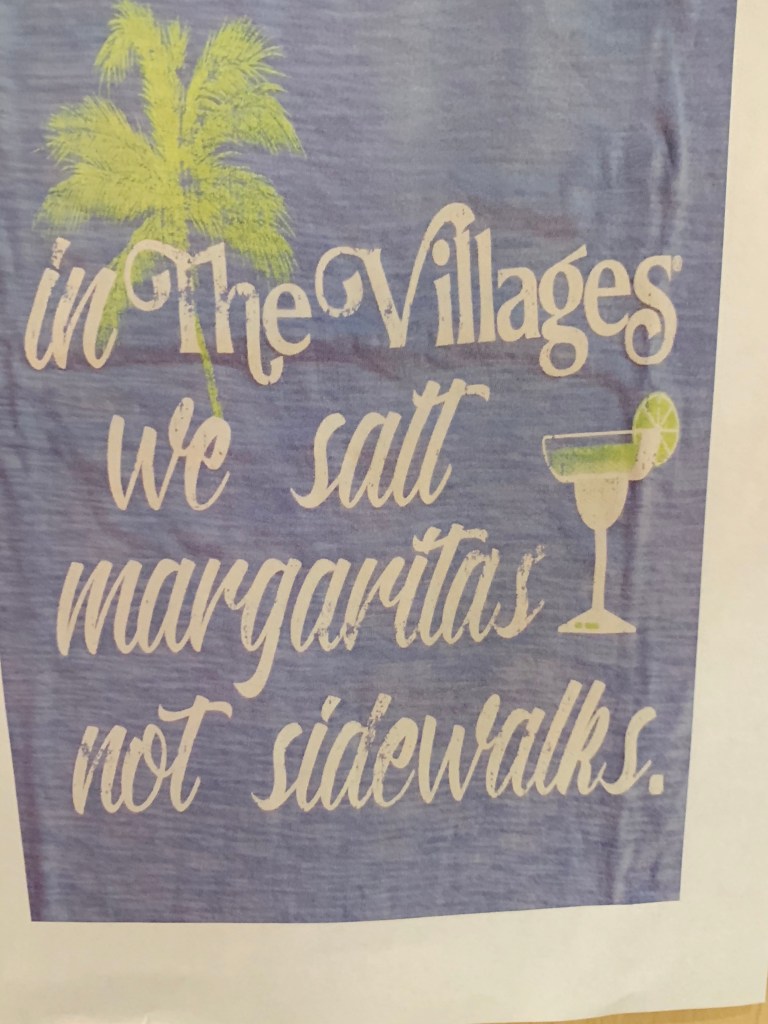 in The Villages®
we salt
margaritas
not sidewalks.